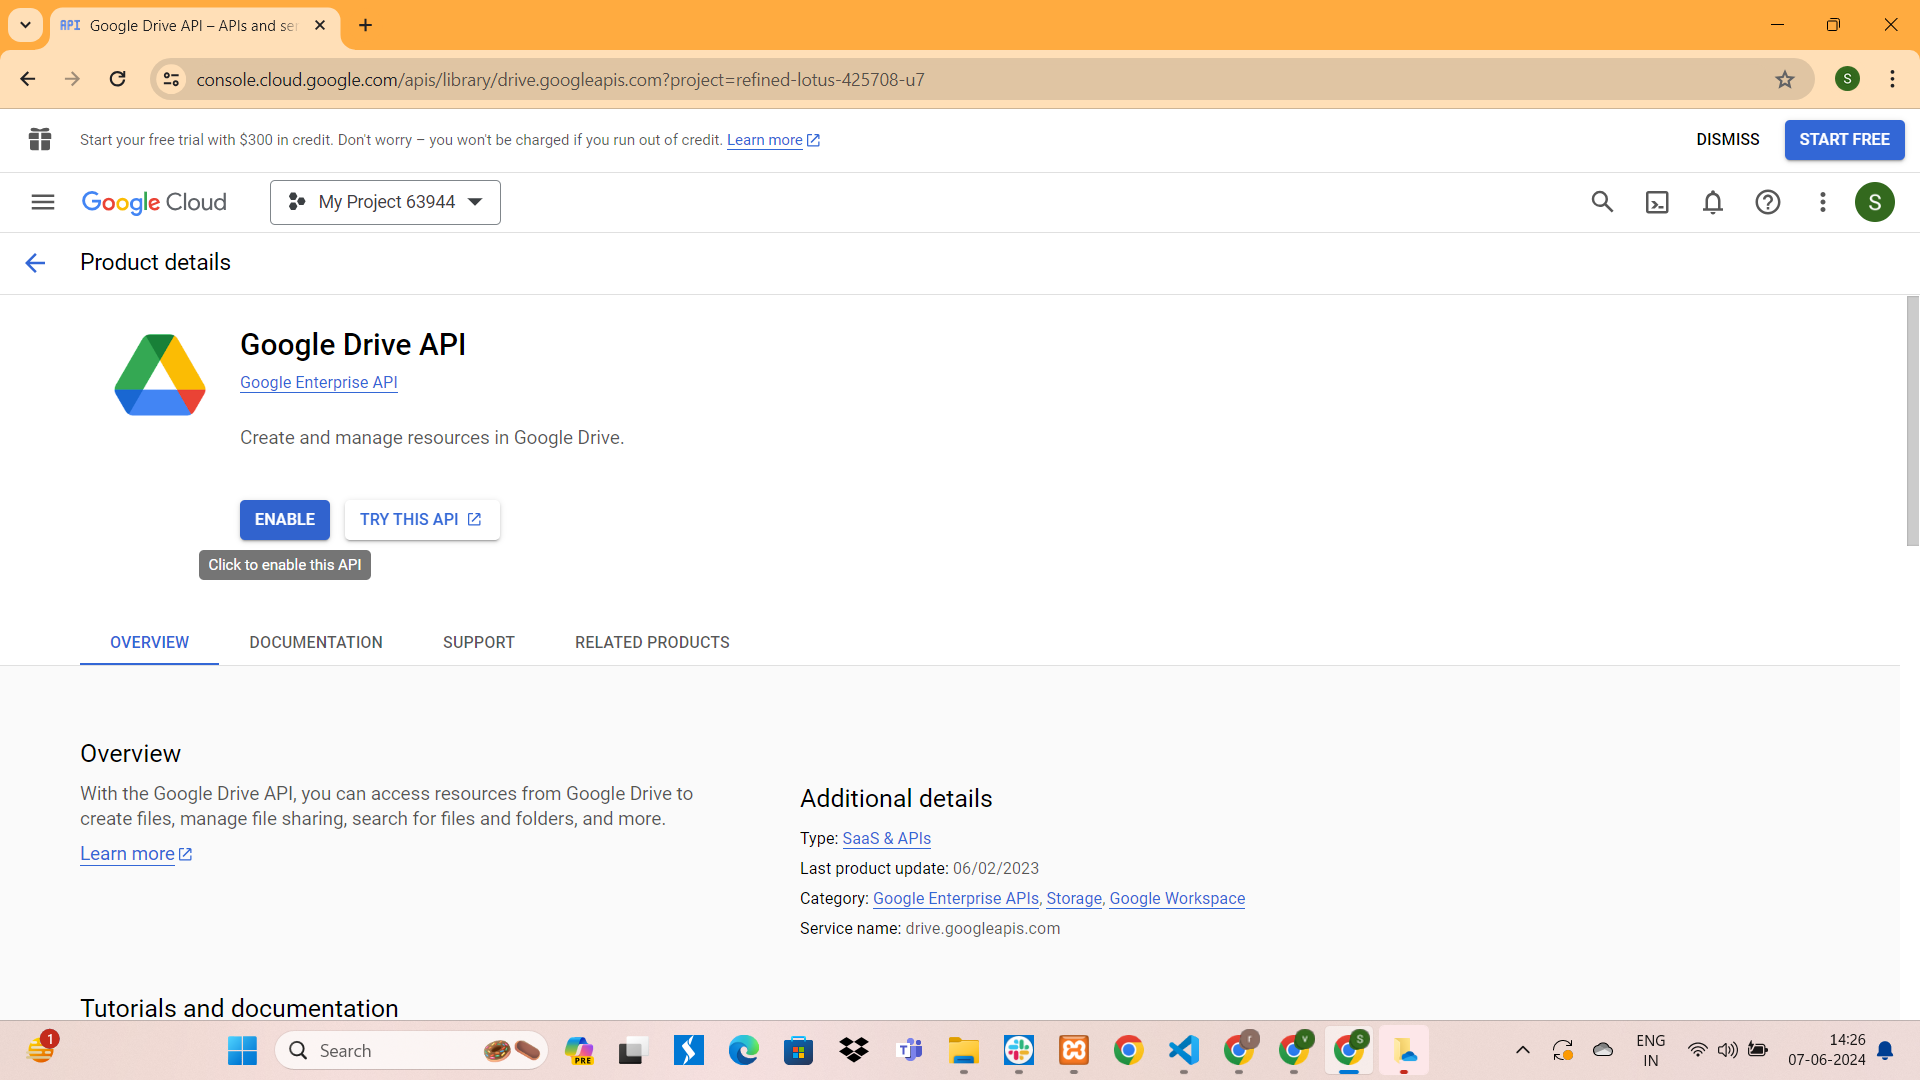 API Google Drive API – APIs and ser
console.cloud.google.com/apis/library/drive.googleapis.com?project=refined-lotus-425708-u7
S
Start your free trial with $300 in credit. Don't worry – you won't be charged if you run out of credit. Learn more
DISMISS
START FREE
Google Cloud
My Project 63944
S
Product details
Google Drive API
Google Enterprise API
Create and manage resources in Google Drive.
ENABLE
TRY THIS API
Click to enable this API
OVERVIEW
DOCUMENTATION
SUPPORT
RELATED PRODUCTS
Overview
With the Google Drive API, you can access resources from Google Drive to
create files, manage file sharing, search for files and folders, and more.
Learn more
Additional details
Type: SaaS & APIs
Last product update: 06/02/2023
Category: Google Enterprise APIs, Storage, Google Workspace
Service name: drive.googleapis.com
Tutorials and documentation
1
Search
PRE
r
v
S
ENG
IN
14:26
07-06-2024